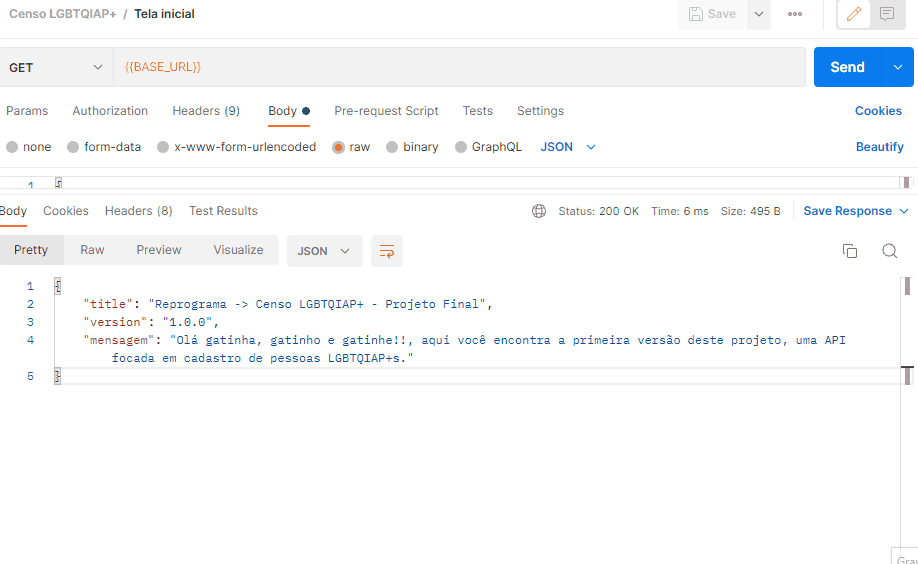 Censo LGBTQIAP+ / Tela inicial
Save
GET {{BASE_URL}} Send
Params Authorization Headers (9) Body Pre-request Script Tests Settings Cookies
none form-data x-www-form-urlencoded raw binary GraphQL JSON Beautify
1 {
Body Cookies Headers (8) Test Results Status: 200 OK Time: 6 ms Size: 495 B Save Response
Pretty Raw Preview Visualize JSON
1 {
2 "title": "Reprograma -> Censo LGBTQIAP+ - Projeto Final",
3 "version": "1.0.0",
4 "mensagem": "Olá gatinha, gatinho e gatinhe!!, aqui você encontra a primeira versão deste projeto, uma API
focada em cadastro de pessoas LGBTQIAP+s."
5 }